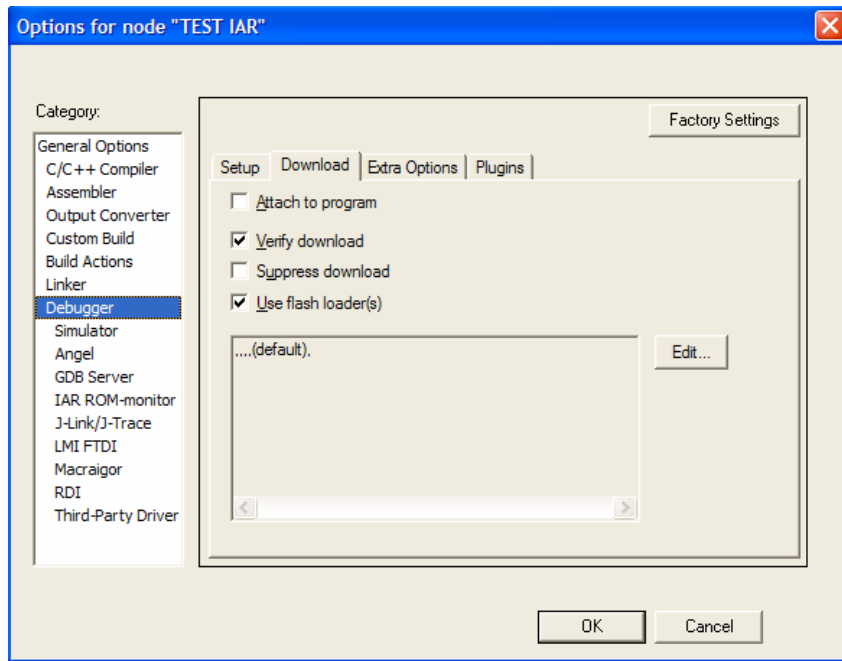 Options for node "TEST IAR"
Category:
General Options
C/C++ Compiler
Assembler
Output Converter
Custom Build
Build Actions
Linker
Debugger
Simulator
Angel
GDB Server
IAR ROM-monitor
J-Link/J-Trace
LMI FTDI
Macraigor
RDI
Third-Party Driver
Factory Settings
Setup Download Extra Options Plugins
Attach to program
Verify download
Suppress download
Use flash loader(s)
,,,,(default),
Edit...
OK Cancel